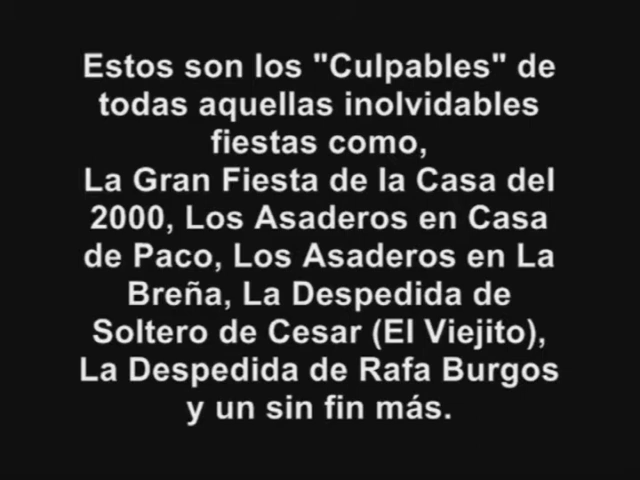 Estos son los "Culpables" de
todas aquellas inolvidables
fiestas como,
La Gran Fiesta de la Casa del
2000, Los Asaderos en Casa
de Paco, Los Asaderos en La
Breña, La Despedida de
Soltero de Cesar (El Viejito),
La Despedida de Rafa Burgos
y un sin fin más.